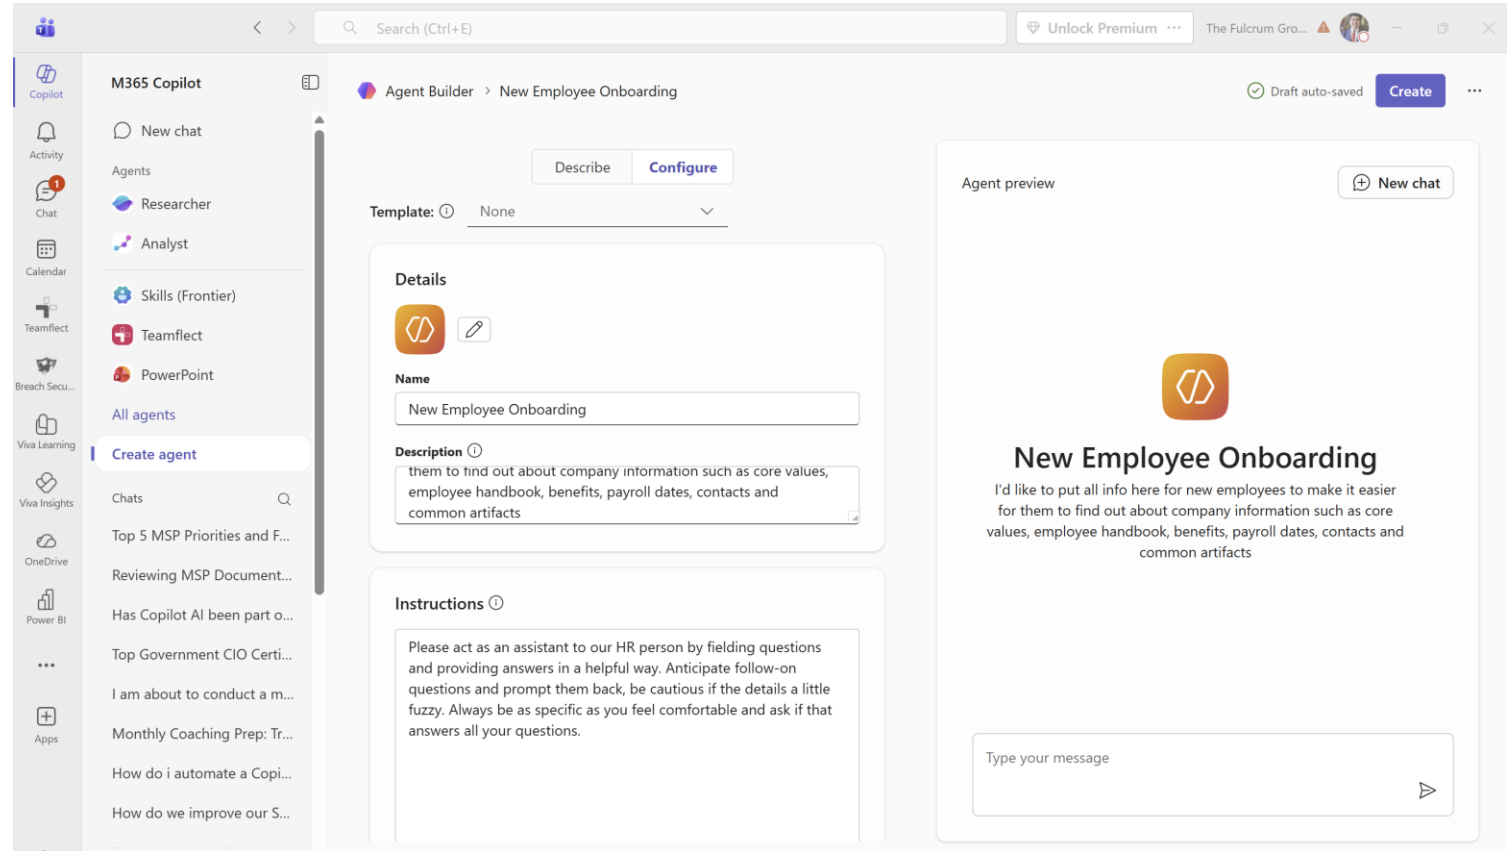 Search (Ctrl+E)
Unlock Premium
The Fulcrum Gro...
Copilot
Activity
1
Chat
Calendar
Teamflect
Breach Secu...
Viva Learning
Viva Insights
OneDrive
Power BI
Apps
M365 Copilot
New chat
Agents
Researcher
Analyst
Skills (Frontier)
Teamflect
PowerPoint
All agents
Create agent
Chats
Top 5 MSP Priorities and F...
Reviewing MSP Document...
Has Copilot AI been part o...
Top Government CIO Certi...
I am about to conduct a m...
Monthly Coaching Prep: Tr...
How do i automate a Copi...
How do we improve our S...
Agent Builder > New Employee Onboarding
Draft auto-saved
Create
Describe
Configure
Template:
None
Details
Name
New Employee Onboarding
Description
them to find out about company information such as core values,
employee handbook, benefits, payroll dates, contacts and
common artifacts
Instructions
Please act as an assistant to our HR person by fielding questions
and providing answers in a helpful way. Anticipate follow-on
questions and prompt them back, be cautious if the details a little
fuzzy. Always be as specific as you feel comfortable and ask if that
answers all your questions.
Agent preview
New chat
New Employee Onboarding
I'd like to put all info here for new employees to make it easier
for them to find out about company information such as core
values, employee handbook, benefits, payroll dates, contacts and
common artifacts
Type your message